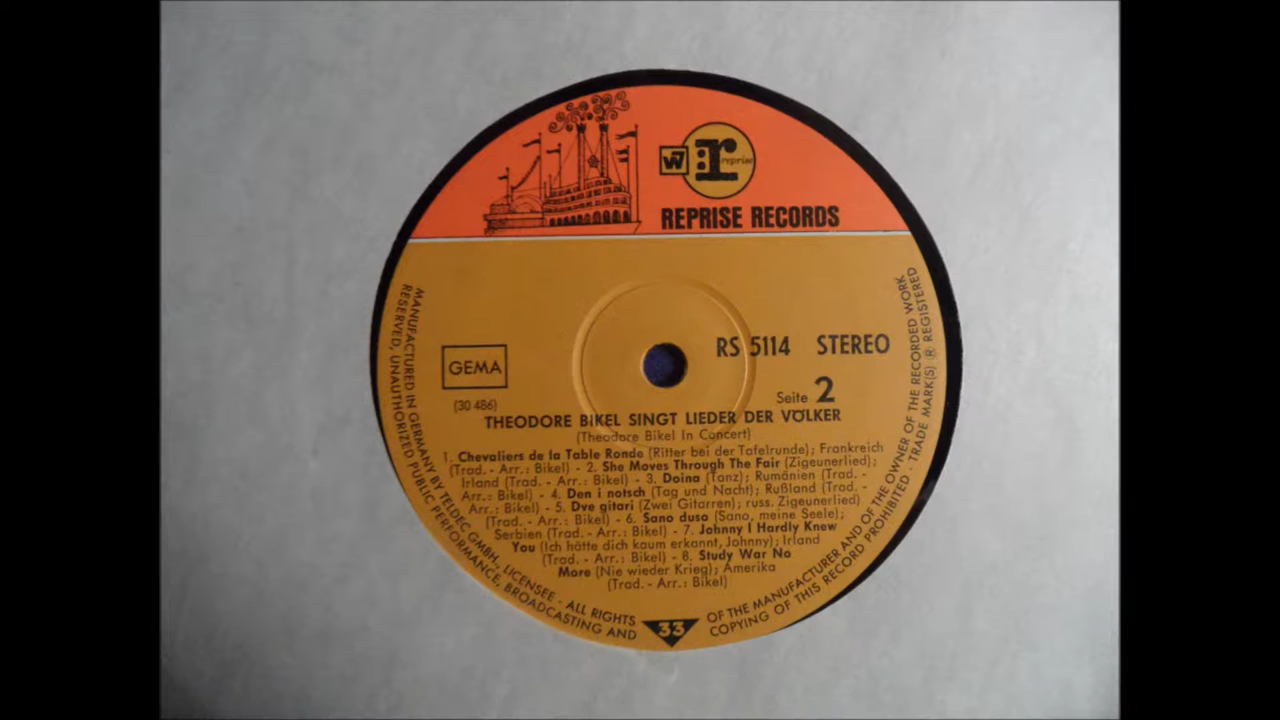 W7
r reprise
REPRISE RECORDS
RS 5114 STEREO
GEMA
Seite 2
(30 486)
THEODORE BIKEL SINGT LIEDER DER VÖLKER
(Theodore Bikel In Concert)
1. Chevaliers de la Table Ronde (Ritter bei der Tafelrunde); Frankreich
(Trad. - Arr.: Bikel) - 2. She Moves Through The Fair (Zigeunerlied);
Irland (Trad. - Arr.: Bikel) - 3. Doina (Tanz); Rumänien (Trad. -
Arr.: Bikel) - 4. Den i notsch (Tag und Nacht); Rußland (Trad. -
Arr.: Bikel) - 5. Dve gitari (Zwei Gitarren); russ. Zigeunerlied)
(Trad. - Arr.: Bikel) - 6. Sano duso (Sano, meine Seele);
Serbien (Trad. - Arr.: Bikel) - 7. Johnny I Hardly Knew
You (Ich hätte dich kaum erkannt, Johnny); Irland
(Trad. - Arr.: Bikel) - 8. Study War No
More (Nie wieder Krieg); Amerika
(Trad. - Arr.: Bikel)
33
MANUFACTURED IN GERMANY BY TELDEC GMBH., LICENSEE - ALL RIGHTS
RESERVED, UNAUTHORIZED PUBLIC PERFORMANCE, BROADCASTING AND
OF THE MANUFACTURER AND OF THE OWNER OF THE RECORDED WORK
COPYING OF THIS RECORD PROHIBITED - TRADE MARK(S) ® REGISTERED